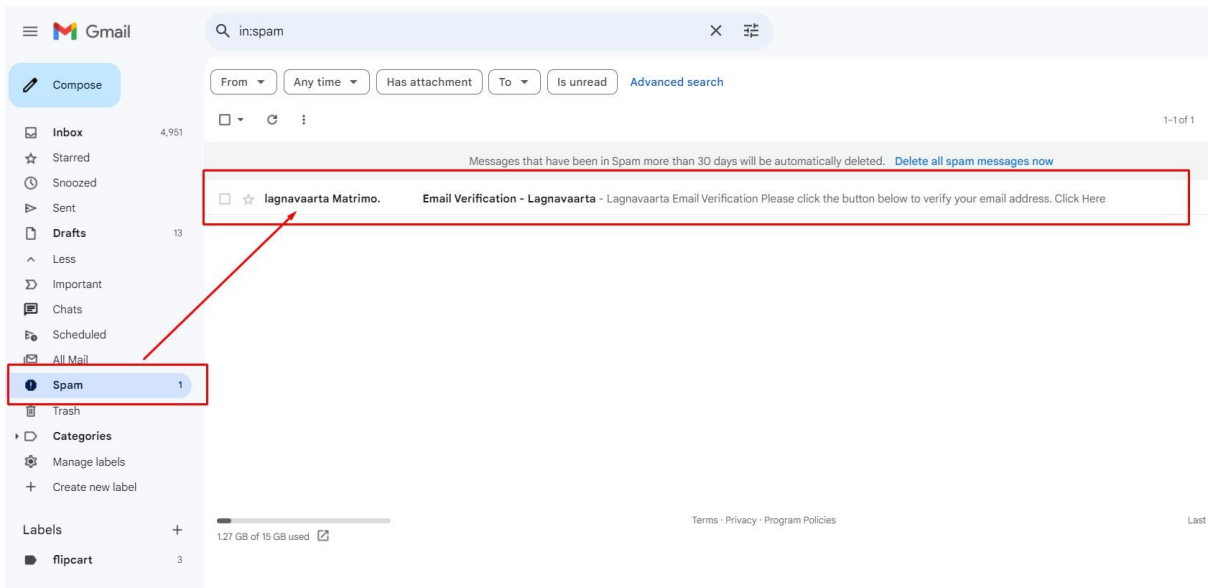 Gmail
in:spam
Compose
From Any time Has attachment To Is unread Advanced search
1–1 of 1
Inbox 4,951
Starred
Snoozed
Sent
Drafts 13
Less
Important
Chats
Scheduled
All Mail
Spam 1
Trash
Categories
Manage labels
Create new label
Labels
flipcart 3
Messages that have been in Spam more than 30 days will be automatically deleted. Delete all spam messages now
lagnavaarta Matrimo. Email Verification - Lagnavaarta - Lagnavaarta Email Verification Please click the button below to verify your email address. Click Here
1.27 GB of 15 GB used
Terms · Privacy · Program Policies
Last